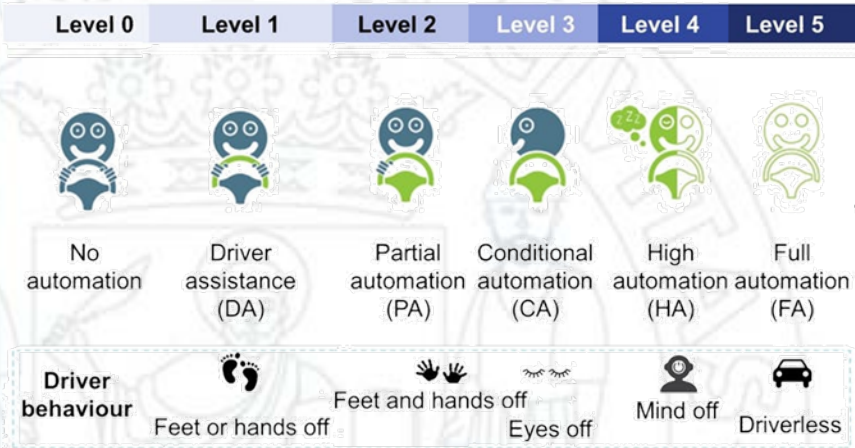 Level 0 Level 1 Level 2 Level 3 Level 4 Level 5
zzz
No automation
Driver assistance (DA)
Partial automation (PA)
Conditional automation (CA)
High automation (HA)
Full automation (FA)
Driver behaviour
Feet or hands off
Feet and hands off
Eyes off
Mind off
Driverless